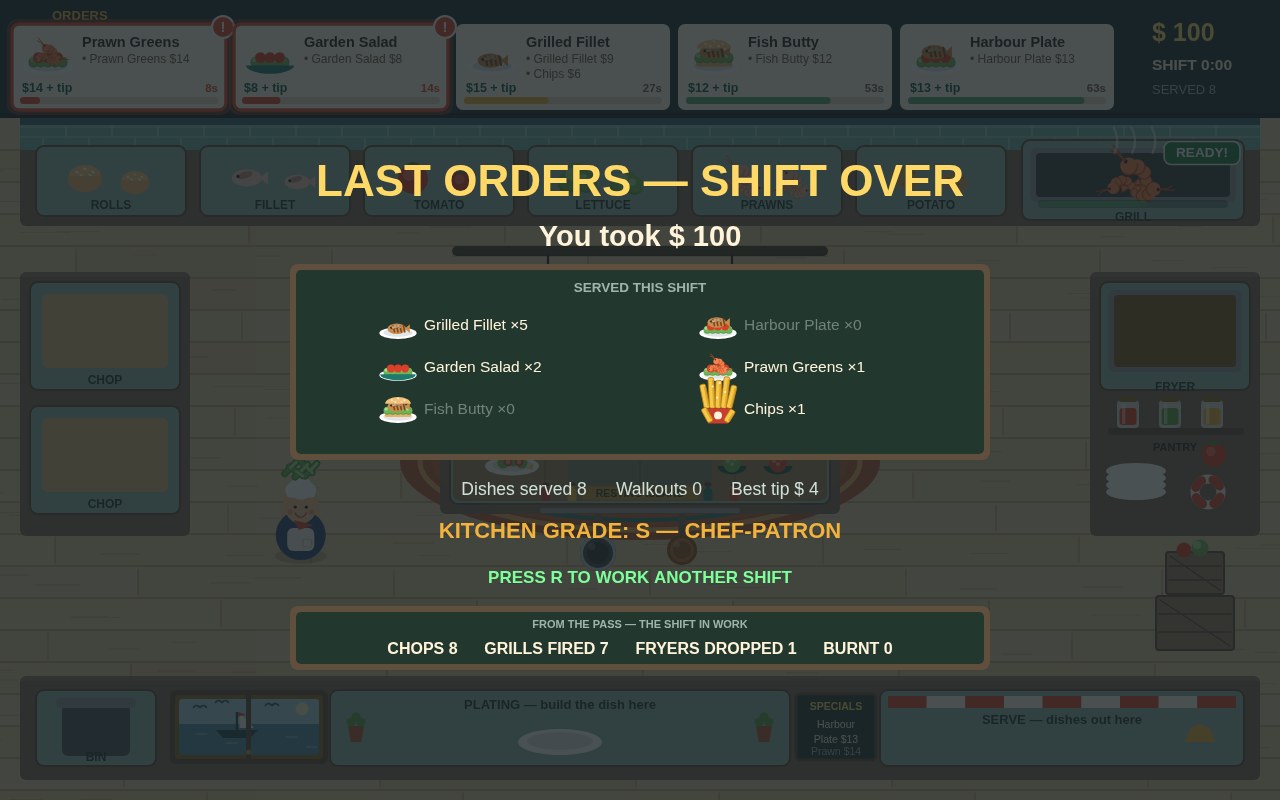 ORDERS
Prawn Greens
• Prawn Greens $14
$14 + tip
8s
!
Garden Salad
• Garden Salad $8
$8 + tip
14s
!
Grilled Fillet
• Grilled Fillet $9
• Chips $6
$15 + tip
27s
Fish Butty
• Fish Butty $12
$12 + tip
53s
Harbour Plate
• Harbour Plate $13
$13 + tip
63s
$ 100
SHIFT 0:00
SERVED 8
ROLLS
FILLET
TOMATO
LETTUCE
PRAWNS
POTATO
READY!
GRILL
LAST ORDERS — SHIFT OVER
You took $ 100
SERVED THIS SHIFT
Grilled Fillet ×5
Harbour Plate ×0
Garden Salad ×2
Prawn Greens ×1
Fish Butty ×0
Chips ×1
CHOP
CHOP
FRYER
PANTRY
Dishes served 8
Walkouts 0
Best tip $ 4
KITCHEN GRADE: S — CHEF-PATRON
PRESS R TO WORK ANOTHER SHIFT
FROM THE PASS — THE SHIFT IN WORK
CHOPS 8
GRILLS FIRED 7
FRYERS DROPPED 1
BURNT 0
BIN
PLATING — build the dish here
SPECIALS
Harbour
Plate $13
Prawn $14
SERVE — dishes out here